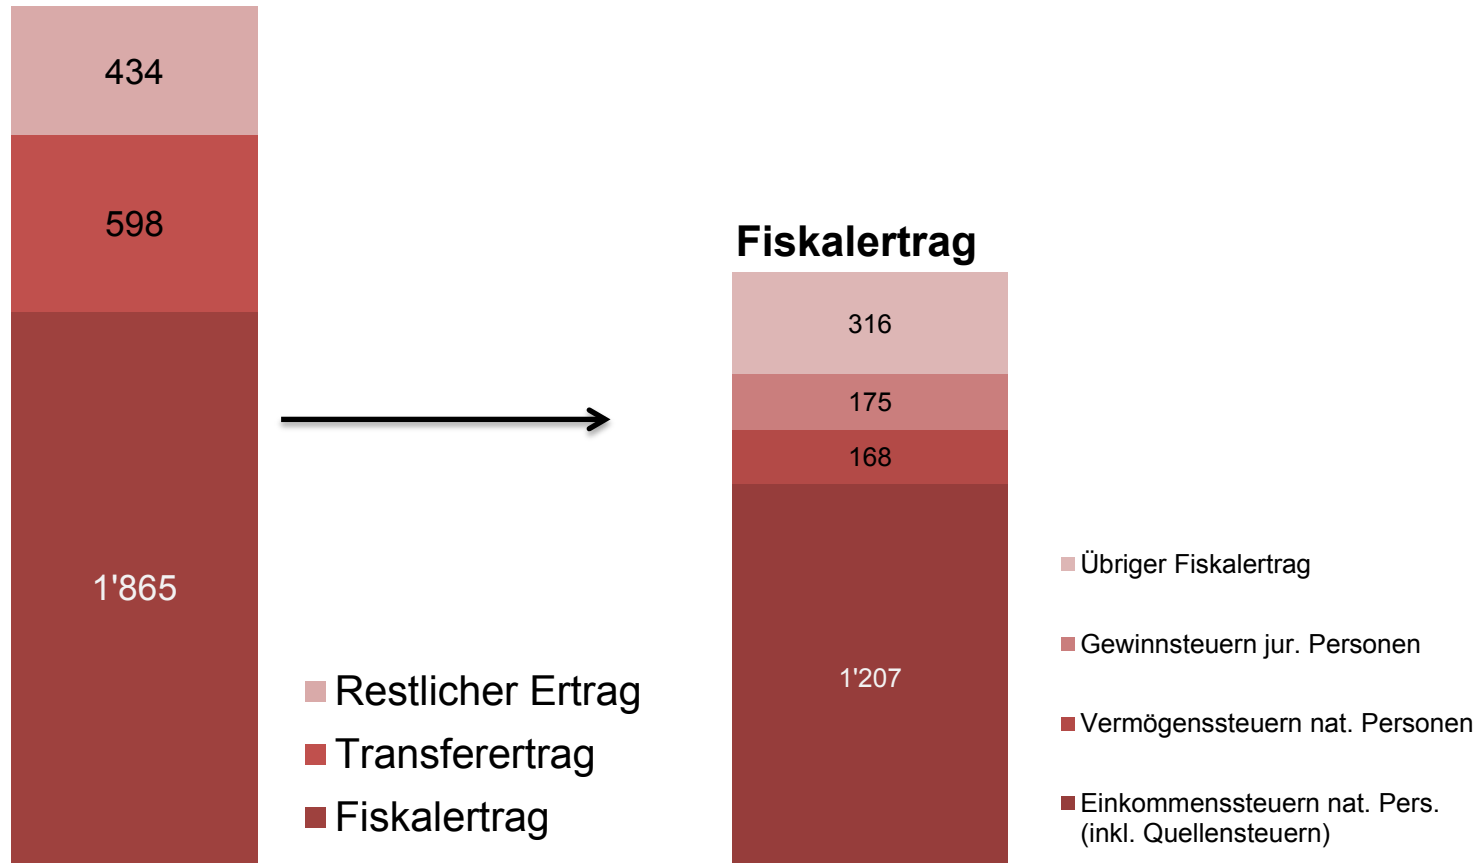 434
598
1'865
Restlicher Ertrag
Transferertrag
Fiskalertrag
Fiskalertrag
316
175
168
1'207
Übriger Fiskalertrag
Gewinnsteuern jur. Personen
Vermögenssteuern nat. Personen
Einkommenssteuern nat. Pers.
(inkl. Quellensteuern)